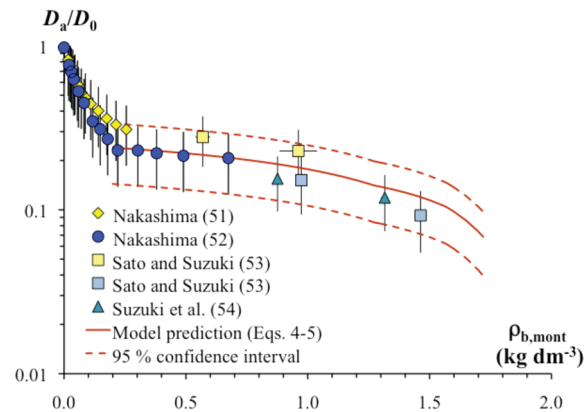 Da/D0
1
0.1
0.01
Nakashima (51)
Nakashima (52)
Sato and Suzuki (53)
Sato and Suzuki (53)
Suzuki et al. (54)
Model prediction (Eqs. 4-5)
95 % confidence interval
ρb,mont
(kg dm-3)
0.0 0.5 1.0 1.5 2.0